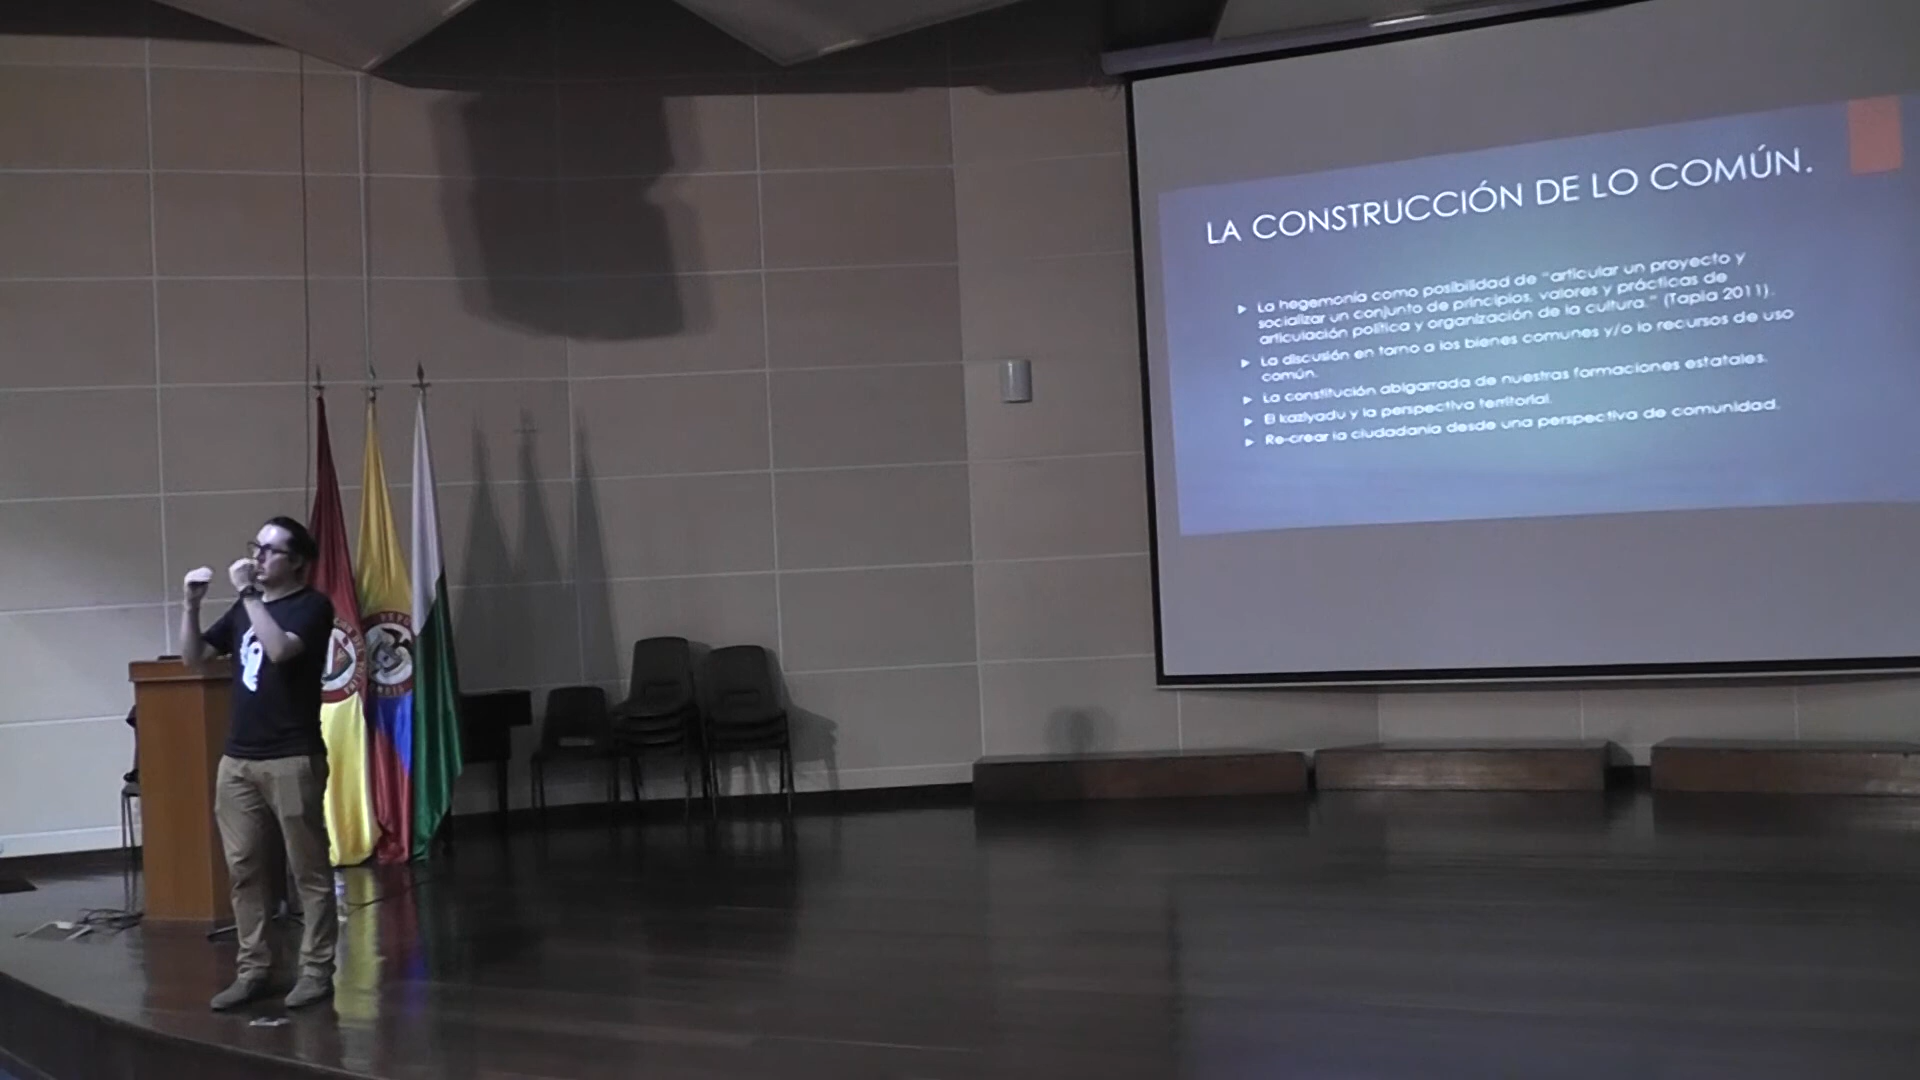 LA CONSTRUCCIÓN DE LO COMÚN.
La hegemonía como posibilidad de "articular un proyecto y
socializar un conjunto de principios, valores y prácticas de
articulación política y organización de la cultura." (Tapia 2011).
La discusión en torno a los bienes comunes y/o lo recursos de uso
común.
La constitución abigarrada de nuestras formaciones estatales.
El kaziyadu y la perspectiva territorial.
Re-crear la ciudadanía desde una perspectiva de comunidad.